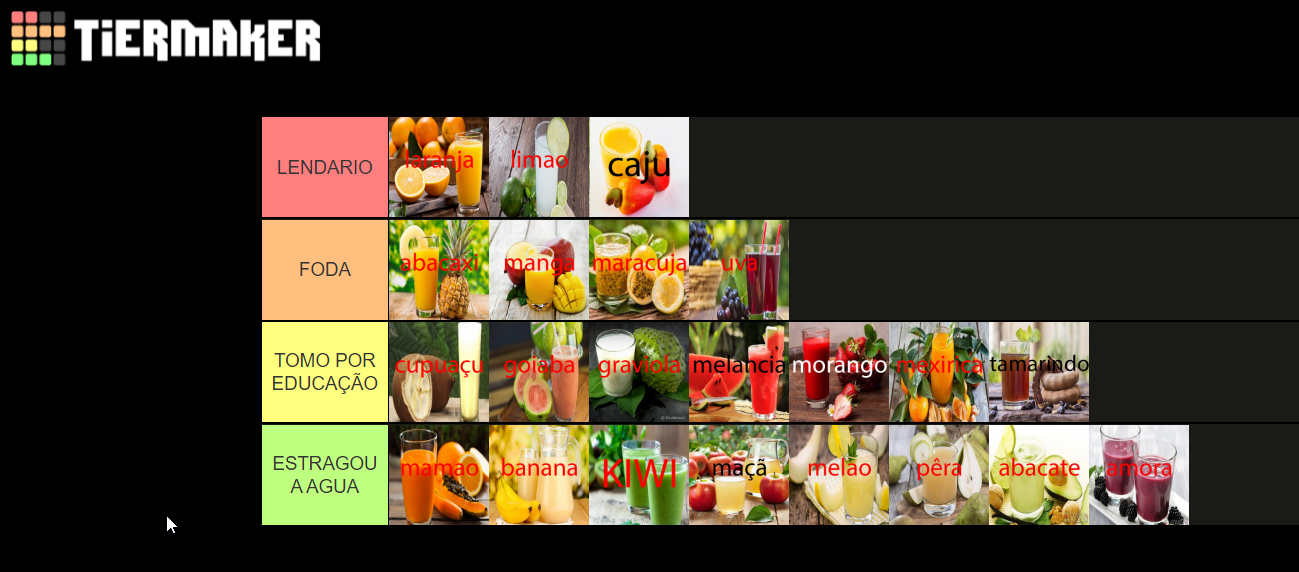 TiERMAKER
LENDARIO
laranja
limao
caju
FODA
abacaxi
manga
maracuja
uva
TOMO POR
EDUCAÇÃO
cupuaçu
goiaba
graviola
melancia
morango
mexirica
tamarindo
ESTRAGOU
A AGUA
mamao
banana
KIWI
maçã
melao
pêra
abacate
amora